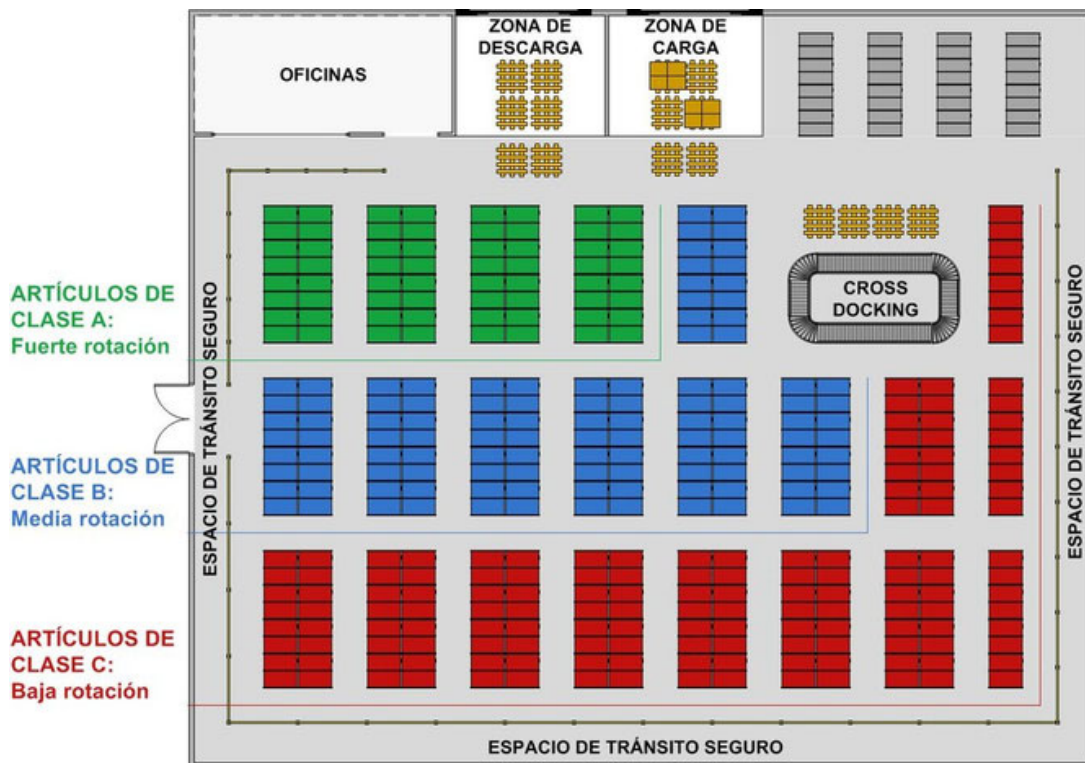 OFICINAS
ZONA DE
DESCARGA
ZONA DE
CARGA
ARTÍCULOS DE
CLASE A:
Fuerte rotación
ESPACIO DE TRÁNSITO SEGURO
CROSS
DOCKING
ESPACIO DE TRÁNSITO SEGURO
ARTÍCULOS DE
CLASE B:
Media rotación
ARTÍCULOS DE
CLASE C:
Baja rotación
ESPACIO DE TRÁNSITO SEGURO